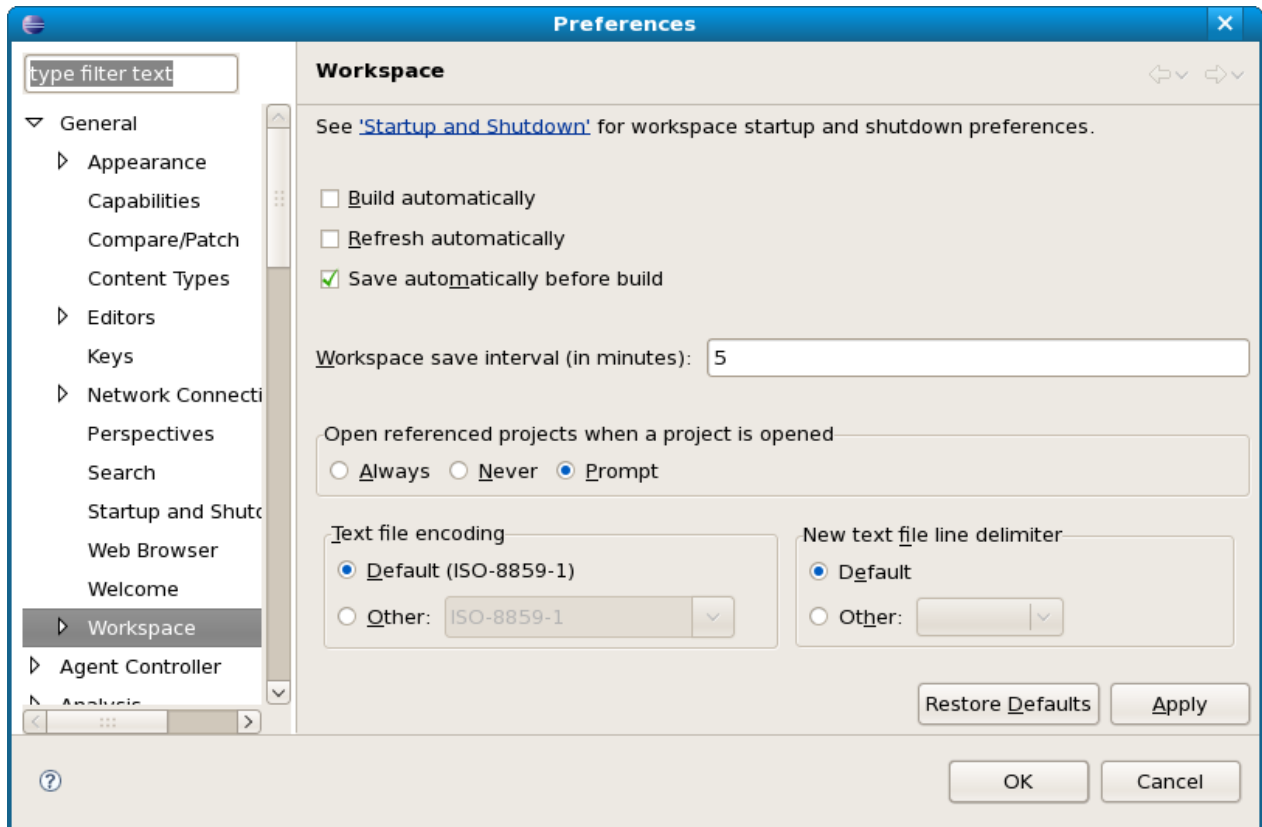 Preferences
type filter text
Workspace
General
Appearance
Capabilities
Compare/Patch
Content Types
Editors
Keys
Network Connecti
Perspectives
Search
Startup and Shutd
Web Browser
Welcome
Workspace
Agent Controller
Analysis
See 'Startup and Shutdown' for workspace startup and shutdown preferences.
Build automatically
Refresh automatically
Save automatically before build
Workspace save interval (in minutes): 5
Open referenced projects when a project is opened
Always Never Prompt
Text file encoding
Default (ISO-8859-1)
Other: ISO-8859-1
New text file line delimiter
Default
Other:
Restore Defaults Apply
OK Cancel